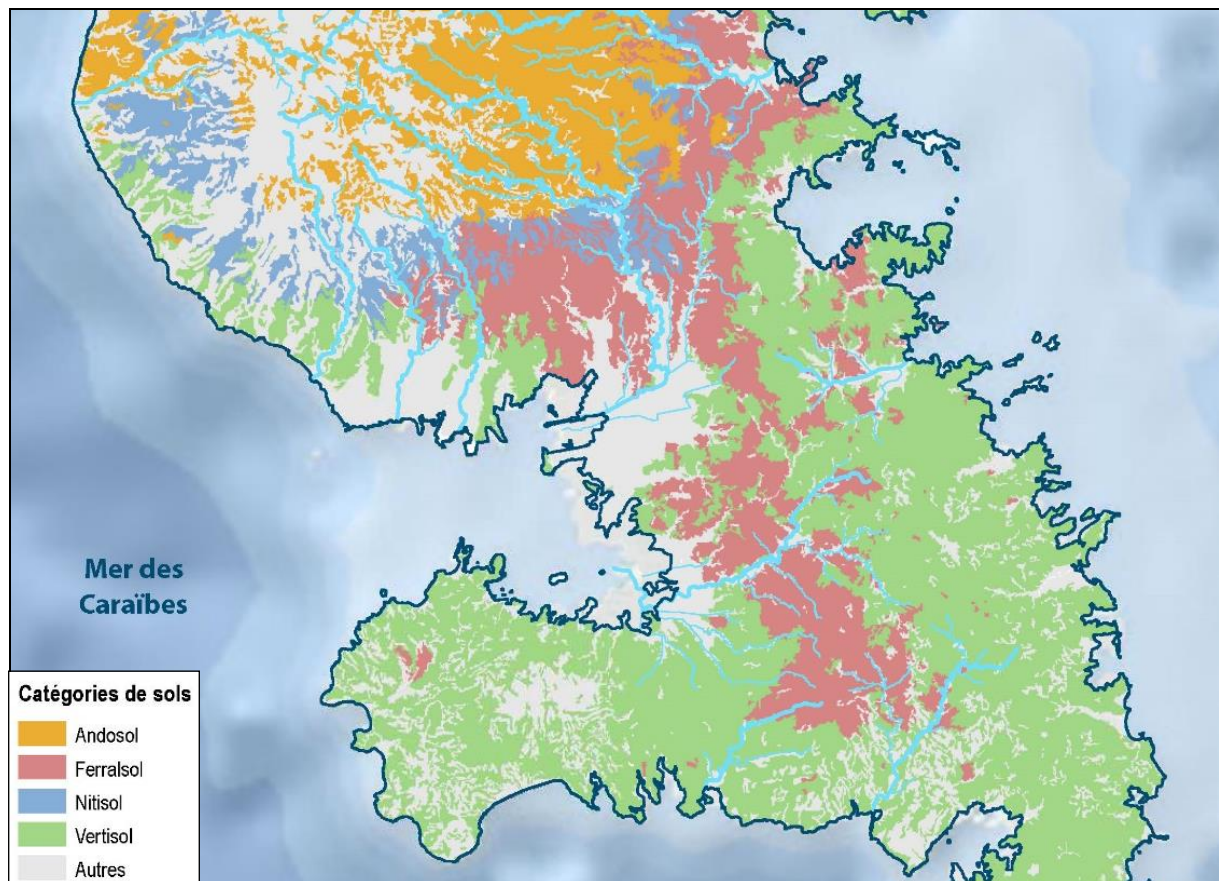 Mer des
Caraïbes
Catégories de sols
Andosol
Ferralsol
Nitisol
Vertisol
Autres